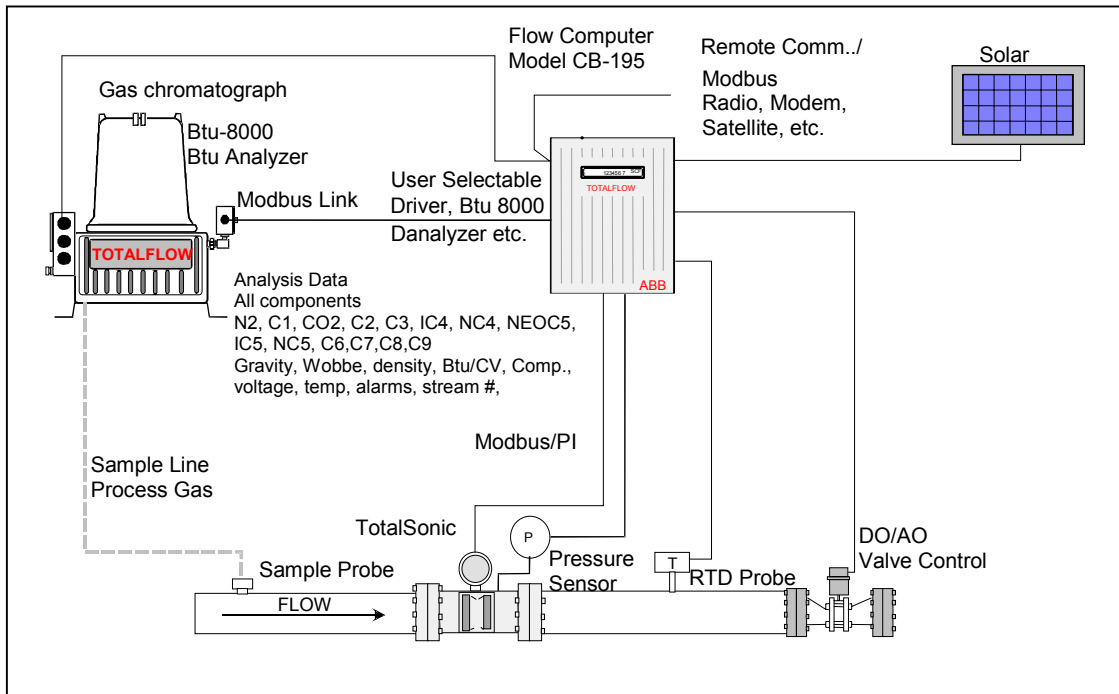 Flow Computer
Model CB-195
Remote Comm../
Modbus
Radio, Modem,
Satellite, etc.
Solar
Gas chromatograph
Btu-8000
Btu Analyzer
Modbus Link
User Selectable
Driver, Btu 8000
Danalyzer etc.
123456 7 SCF
TOTALFLOW
ABB
TOTALFLOW
Analysis Data
All components
N2, C1, CO2, C2, C3, IC4, NC4, NEOC5,
IC5, NC5, C6,C7,C8,C9
Gravity, Wobbe, density, Btu/CV, Comp.,
voltage, temp, alarms, stream #,
Modbus/PI
Sample Line
Process Gas
TotalSonic
P
Pressure
Sensor
T
RTD Probe
DO/AO
Valve Control
Sample Probe
FLOW